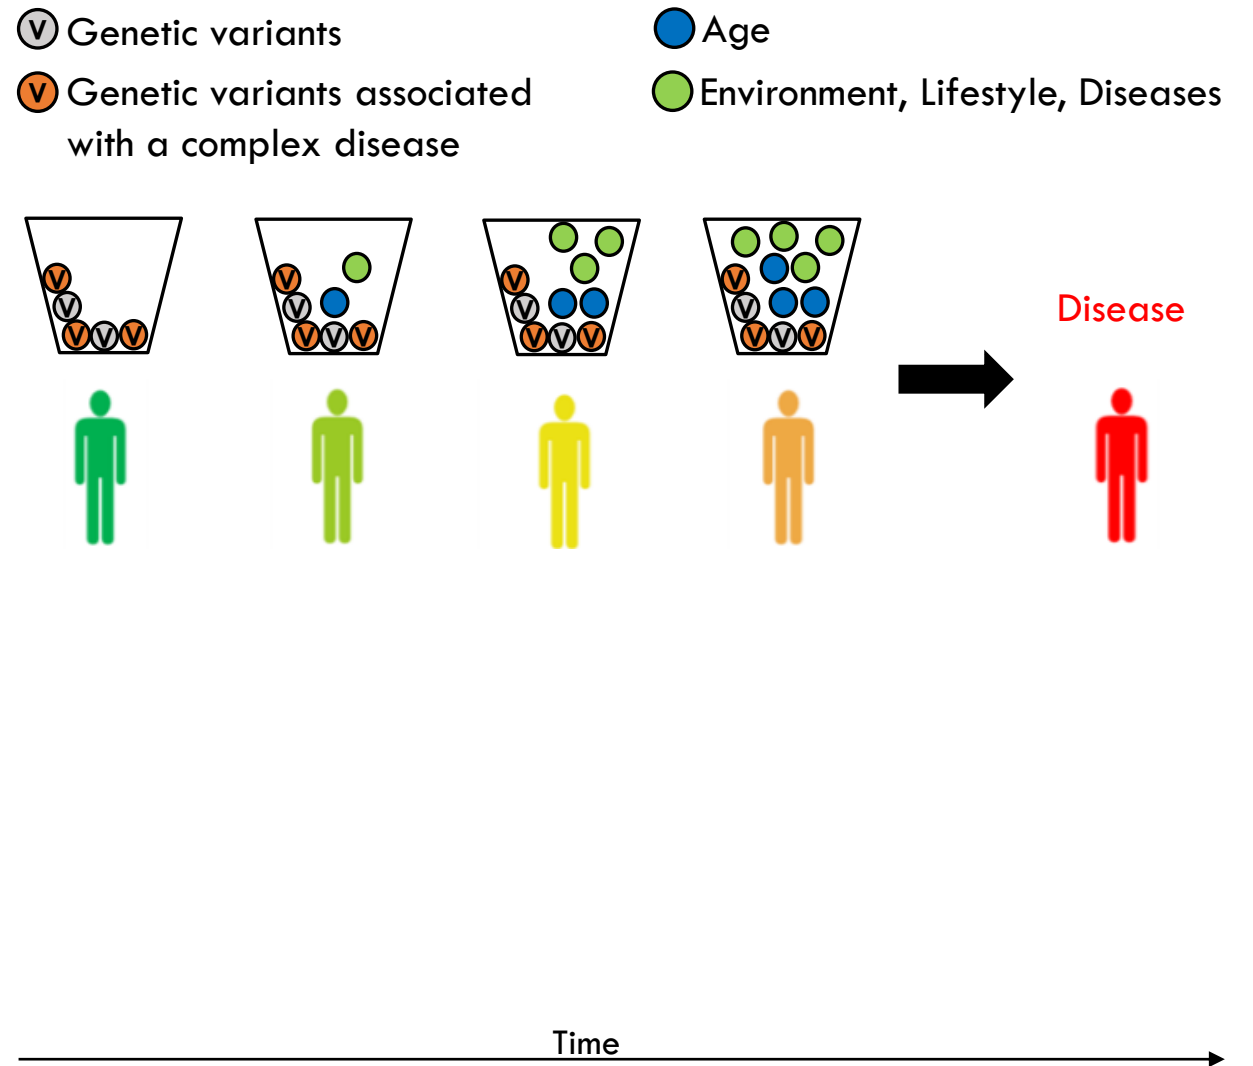 V Genetic variants
Age
V Genetic variants associated
with a complex disease
Environment, Lifestyle, Diseases
V V V V
V V V V
V V V V V V V V V V V V
Disease
Time